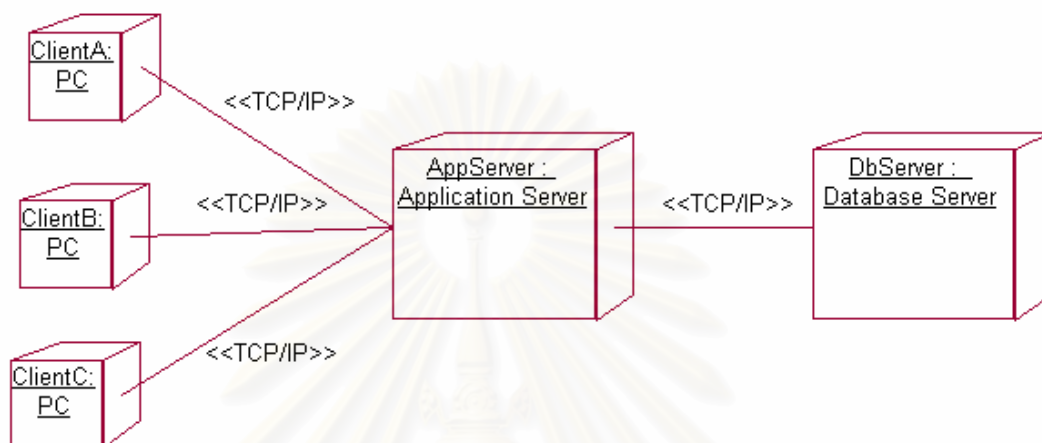 ClientA:
PC
<<TCP/IP>>
AppServer :
Application Server
DbServer :
Database Server
<<TCP/IP>>
<<TCP/IP>>
ClientB:
PC
<<TCP/IP>>
ClientC:
PC